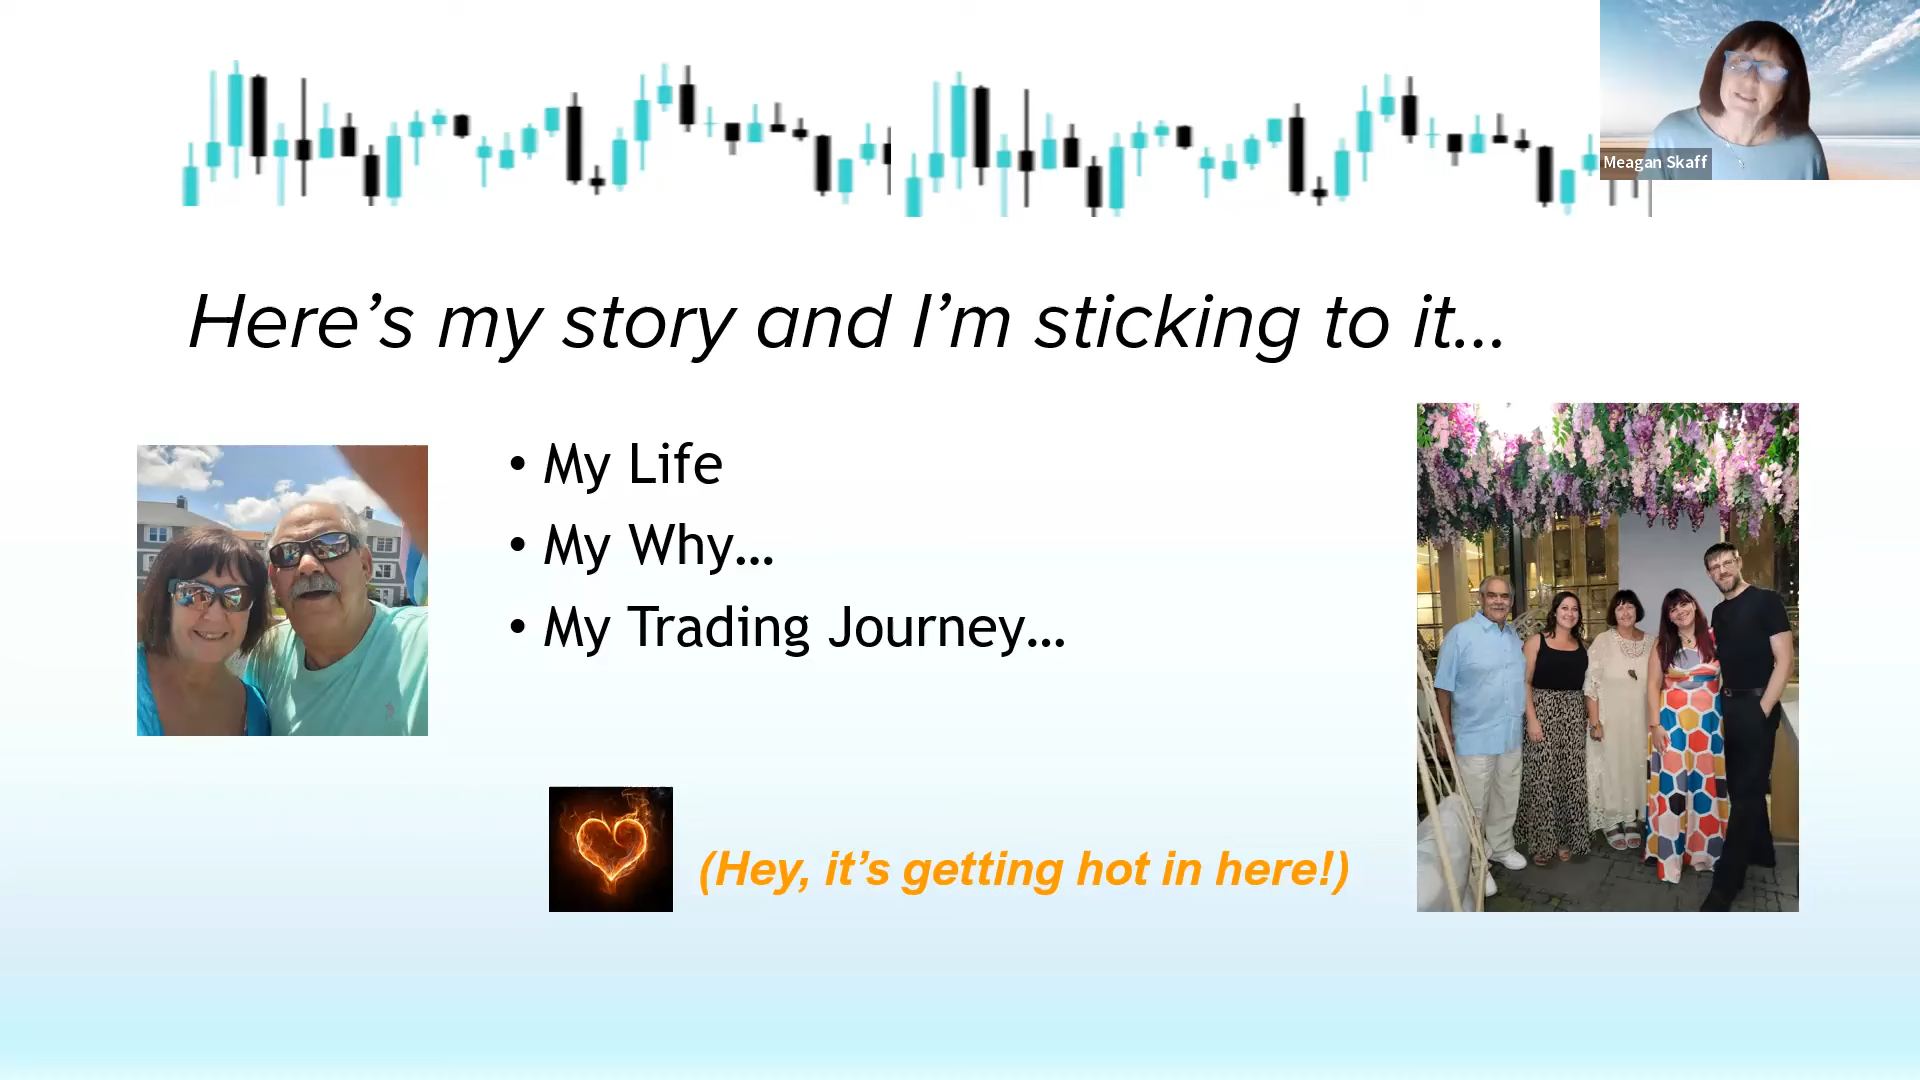 Meagan Skaff
Here’s my story and I’m sticking to it...
• My Life
• My Why…
• My Trading Journey…
(Hey, it’s getting hot in here!)